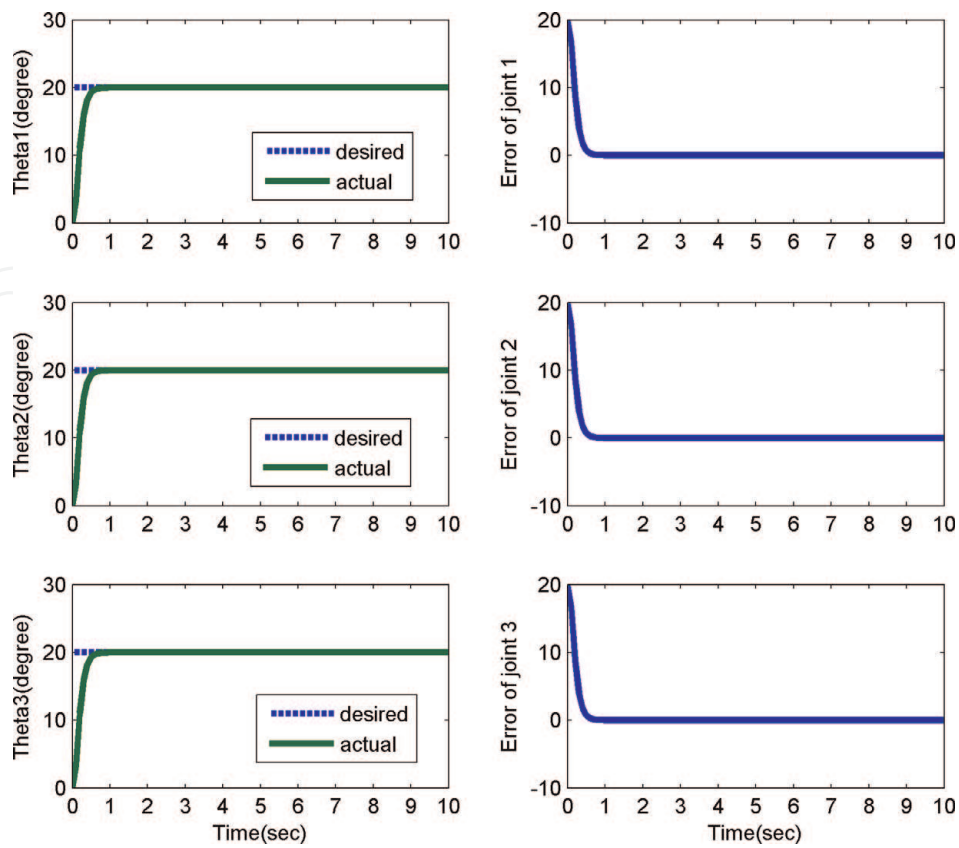 30
20
10
0
Theta1(degree)
desired
actual
0 1 2 3 4 5 6 7 8 9 10
20
10
0
-10
Error of joint 1
0 1 2 3 4 5 6 7 8 9 10
30
20
10
0
Theta2(degree)
desired
actual
0 1 2 3 4 5 6 7 8 9 10
20
10
0
-10
Error of joint 2
0 1 2 3 4 5 6 7 8 9 10
30
20
10
0
Theta3(degree)
desired
actual
0 1 2 3 4 5 6 7 8 9 10
Time(sec)
20
10
0
-10
Error of joint 3
0 1 2 3 4 5 6 7 8 9 10
Time(sec)